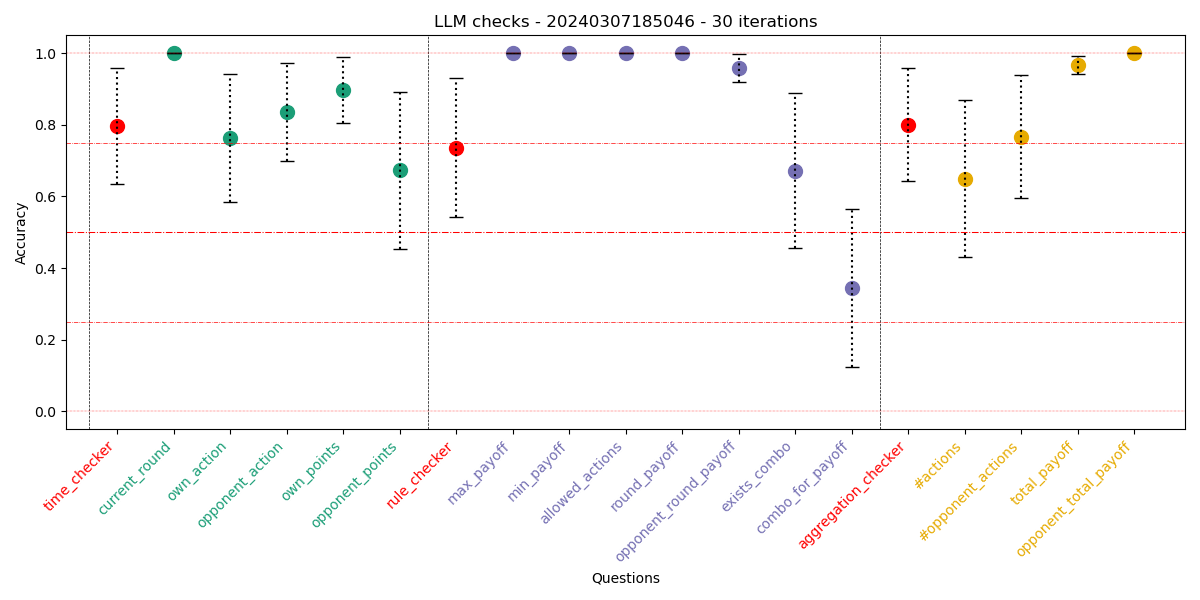 LLM checks - 20240307185046 - 30 iterations
Accuracy
1.0
0.8
0.6
0.4
0.2
0.0
time_checker
current_round
own_action
opponent_action
own_points
opponent_points
rule_checker
max_payoff
min_payoff
allowed_actions
round_payoff
opponent_round_payoff
exists_combo
combo_for_payoff
aggregation_checker
#actions
#opponent_actions
total_payoff
opponent_total_payoff
Questions